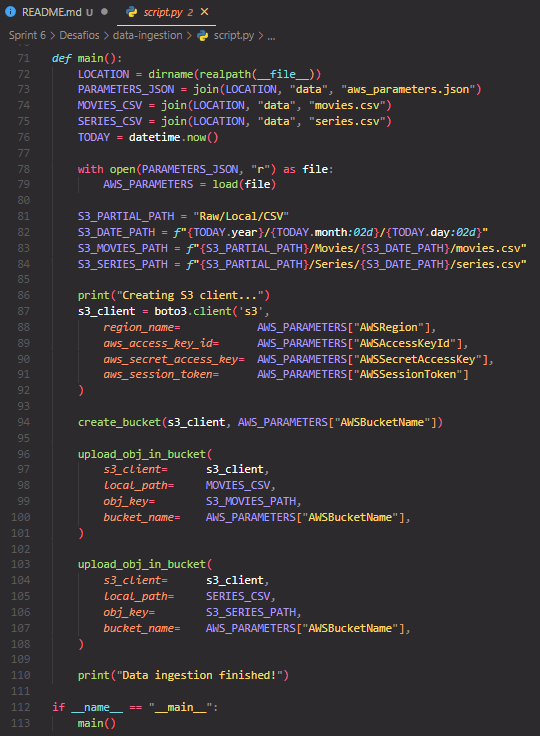 README.md U ●
script.py 2 ×
Sprint 6 > Desafios > data-ingestion > script.py > ...
71 def main():
72     LOCATION = dirname(realpath(__file__))
73     PARAMETERS_JSON = join(LOCATION, "data", "aws_parameters.json")
74     MOVIES_CSV = join(LOCATION, "data", "movies.csv")
75     SERIES_CSV = join(LOCATION, "data", "series.csv")
76     TODAY = datetime.now()
77
78     with open(PARAMETERS_JSON, "r") as file:
79         AWS_PARAMETERS = load(file)
80
81     S3_PARTIAL_PATH = "Raw/Local/CSV"
82     S3_DATE_PATH = f"{TODAY.year}/{TODAY.month:02d}/{TODAY.day:02d}"
83     S3_MOVIES_PATH = f"{S3_PARTIAL_PATH}/Movies/{S3_DATE_PATH}/movies.csv"
84     S3_SERIES_PATH = f"{S3_PARTIAL_PATH}/Series/{S3_DATE_PATH}/series.csv"
85
86     print("Creating S3 client...")
87     s3_client = boto3.client('s3',
88         region_name=            AWS_PARAMETERS["AWSRegion"],
89         aws_access_key_id=      AWS_PARAMETERS["AWSAccessKeyId"],
90         aws_secret_access_key=  AWS_PARAMETERS["AWSSecretAccessKey"],
91         aws_session_token=      AWS_PARAMETERS["AWSSessionToken"]
92     )
93
94     create_bucket(s3_client, AWS_PARAMETERS["AWSBucketName"])
95
96     upload_obj_in_bucket(
97         s3_client=      s3_client,
98         local_path=     MOVIES_CSV,
99         obj_key=        S3_MOVIES_PATH,
100         bucket_name=    AWS_PARAMETERS["AWSBucketName"],
101     )
102
103     upload_obj_in_bucket(
104         s3_client=      s3_client,
105         local_path=     SERIES_CSV,
106         obj_key=        S3_SERIES_PATH,
107         bucket_name=    AWS_PARAMETERS["AWSBucketName"],
108     )
109
110     print("Data ingestion finished!")
111
112 if __name__ == "__main__":
113     main()